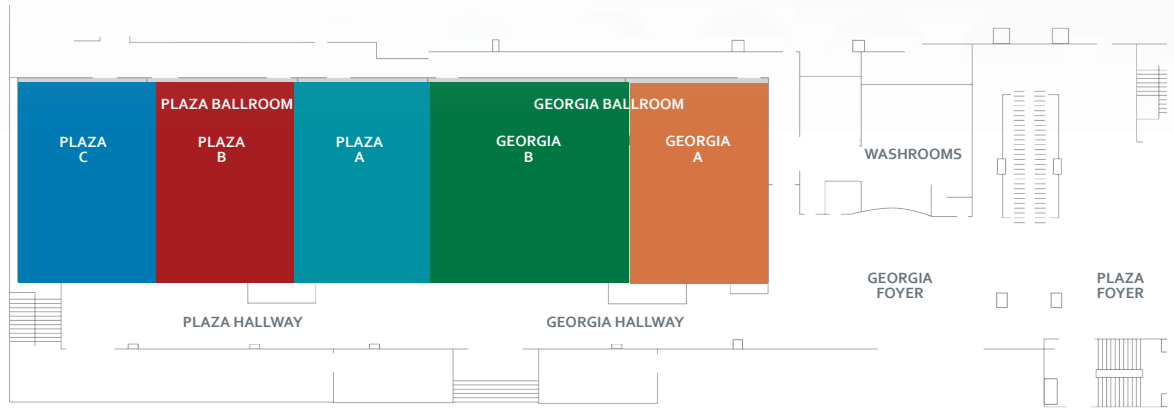 PLAZA BALLROOM
GEORGIA BALLROOM
PLAZA
C
PLAZA
B
PLAZA
A
GEORGIA
B
GEORGIA
A
WASHROOMS
GEORGIA
FOYER
PLAZA
FOYER
PLAZA HALLWAY
GEORGIA HALLWAY